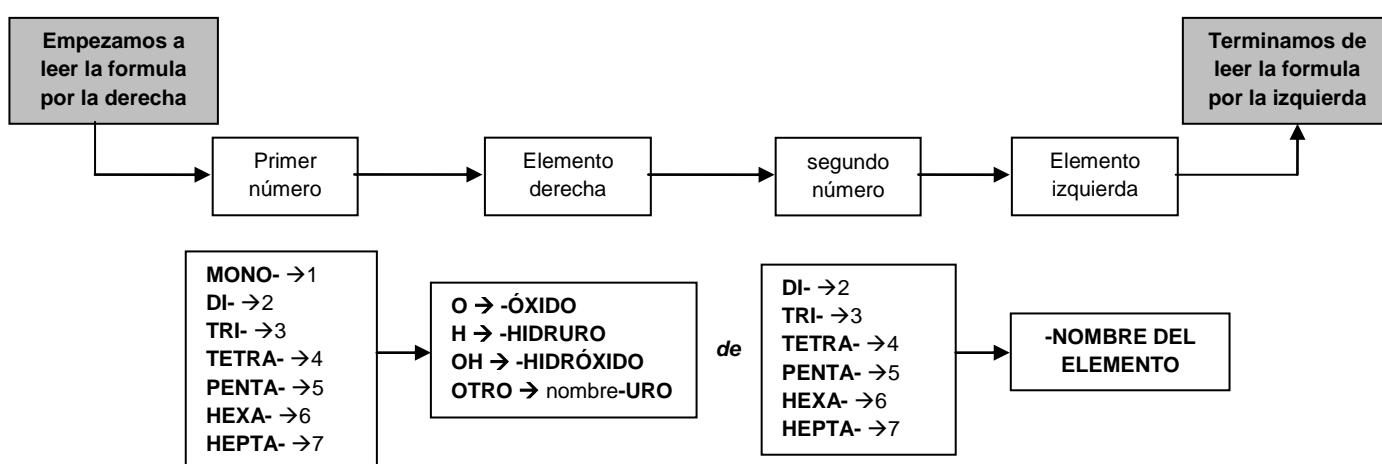 Empezamos a
leer la formula
por la derecha
Terminamos de
leer la formula
por la izquierda
Primer
número
Elemento
derecha
segundo
número
Elemento
izquierda
MONO- →1
DI- →2
TRI- →3
TETRA- →4
PENTA- →5
HEXA- →6
HEPTA- →7
O → -ÓXIDO
H → -HIDRURO
OH → -HIDRÓXIDO
OTRO → nombre-URO
de
DI- →2
TRI- →3
TETRA- →4
PENTA- →5
HEXA- →6
HEPTA- →7
-NOMBRE DEL
ELEMENTO